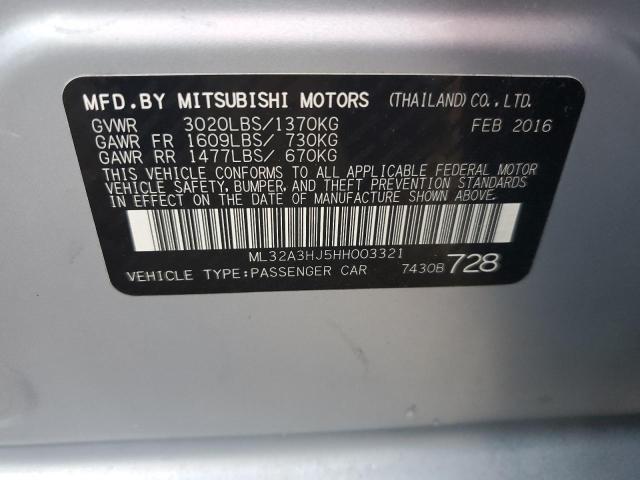 MFD.BY MITSUBISHI MOTORS (THAILAND)CO.,LTD.
GVWR 3020LBS/1370KG FEB 2016
GAWR FR 1609LBS/ 730KG
GAWR RR 1477LBS/ 670KG
THIS VEHICLE CONFORMS TO ALL APPLICABLE FEDERAL MOTOR
VEHICLE SAFETY, BUMPER, AND THEFT PREVENTION STANDARDS
IN EFFECT ON THE DATE OF MANUFACTURE SHOWN ABOVE.
ML32A3HJ5HH003321
VEHICLE TYPE:PASSENGER CAR 7430B 728